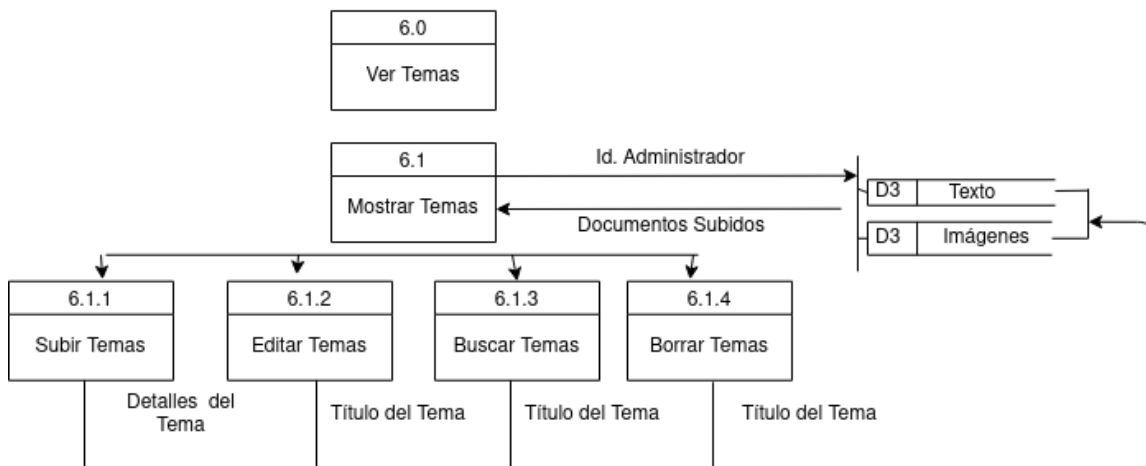 6.0
Ver Temas
6.1
Mostrar Temas
Id. Administrador
Documentos Subidos
D3 Texto
D3 Imágenes
6.1.1
Subir Temas
6.1.2
Editar Temas
6.1.3
Buscar Temas
6.1.4
Borrar Temas
Detalles del
Tema
Título del Tema
Título del Tema
Título del Tema